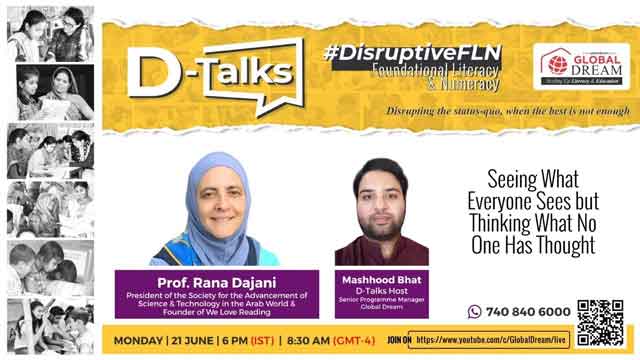 D-Talks
#DisruptiveFLN
Foundational Literacy
& Numeracy
GLOBAL
DREAM
Disrupting the status-quo, when the best is not enough
Seeing What
Everyone Sees but
Thinking What No
One Has Thought
Prof. Rana Dajani
President of the Society for the Advancement of
Science & Technology in the Arab World &
Founder of We Love Reading
Mashhood Bhat
D-Talks Host
Senior Programme Manager
Global Dream
740 840 6000
MONDAY | 21 JUNE | 6 PM (IST) | 8:30 AM (GMT-4)
JOIN ON https://www.youtube.com/c/GlobalDream/live